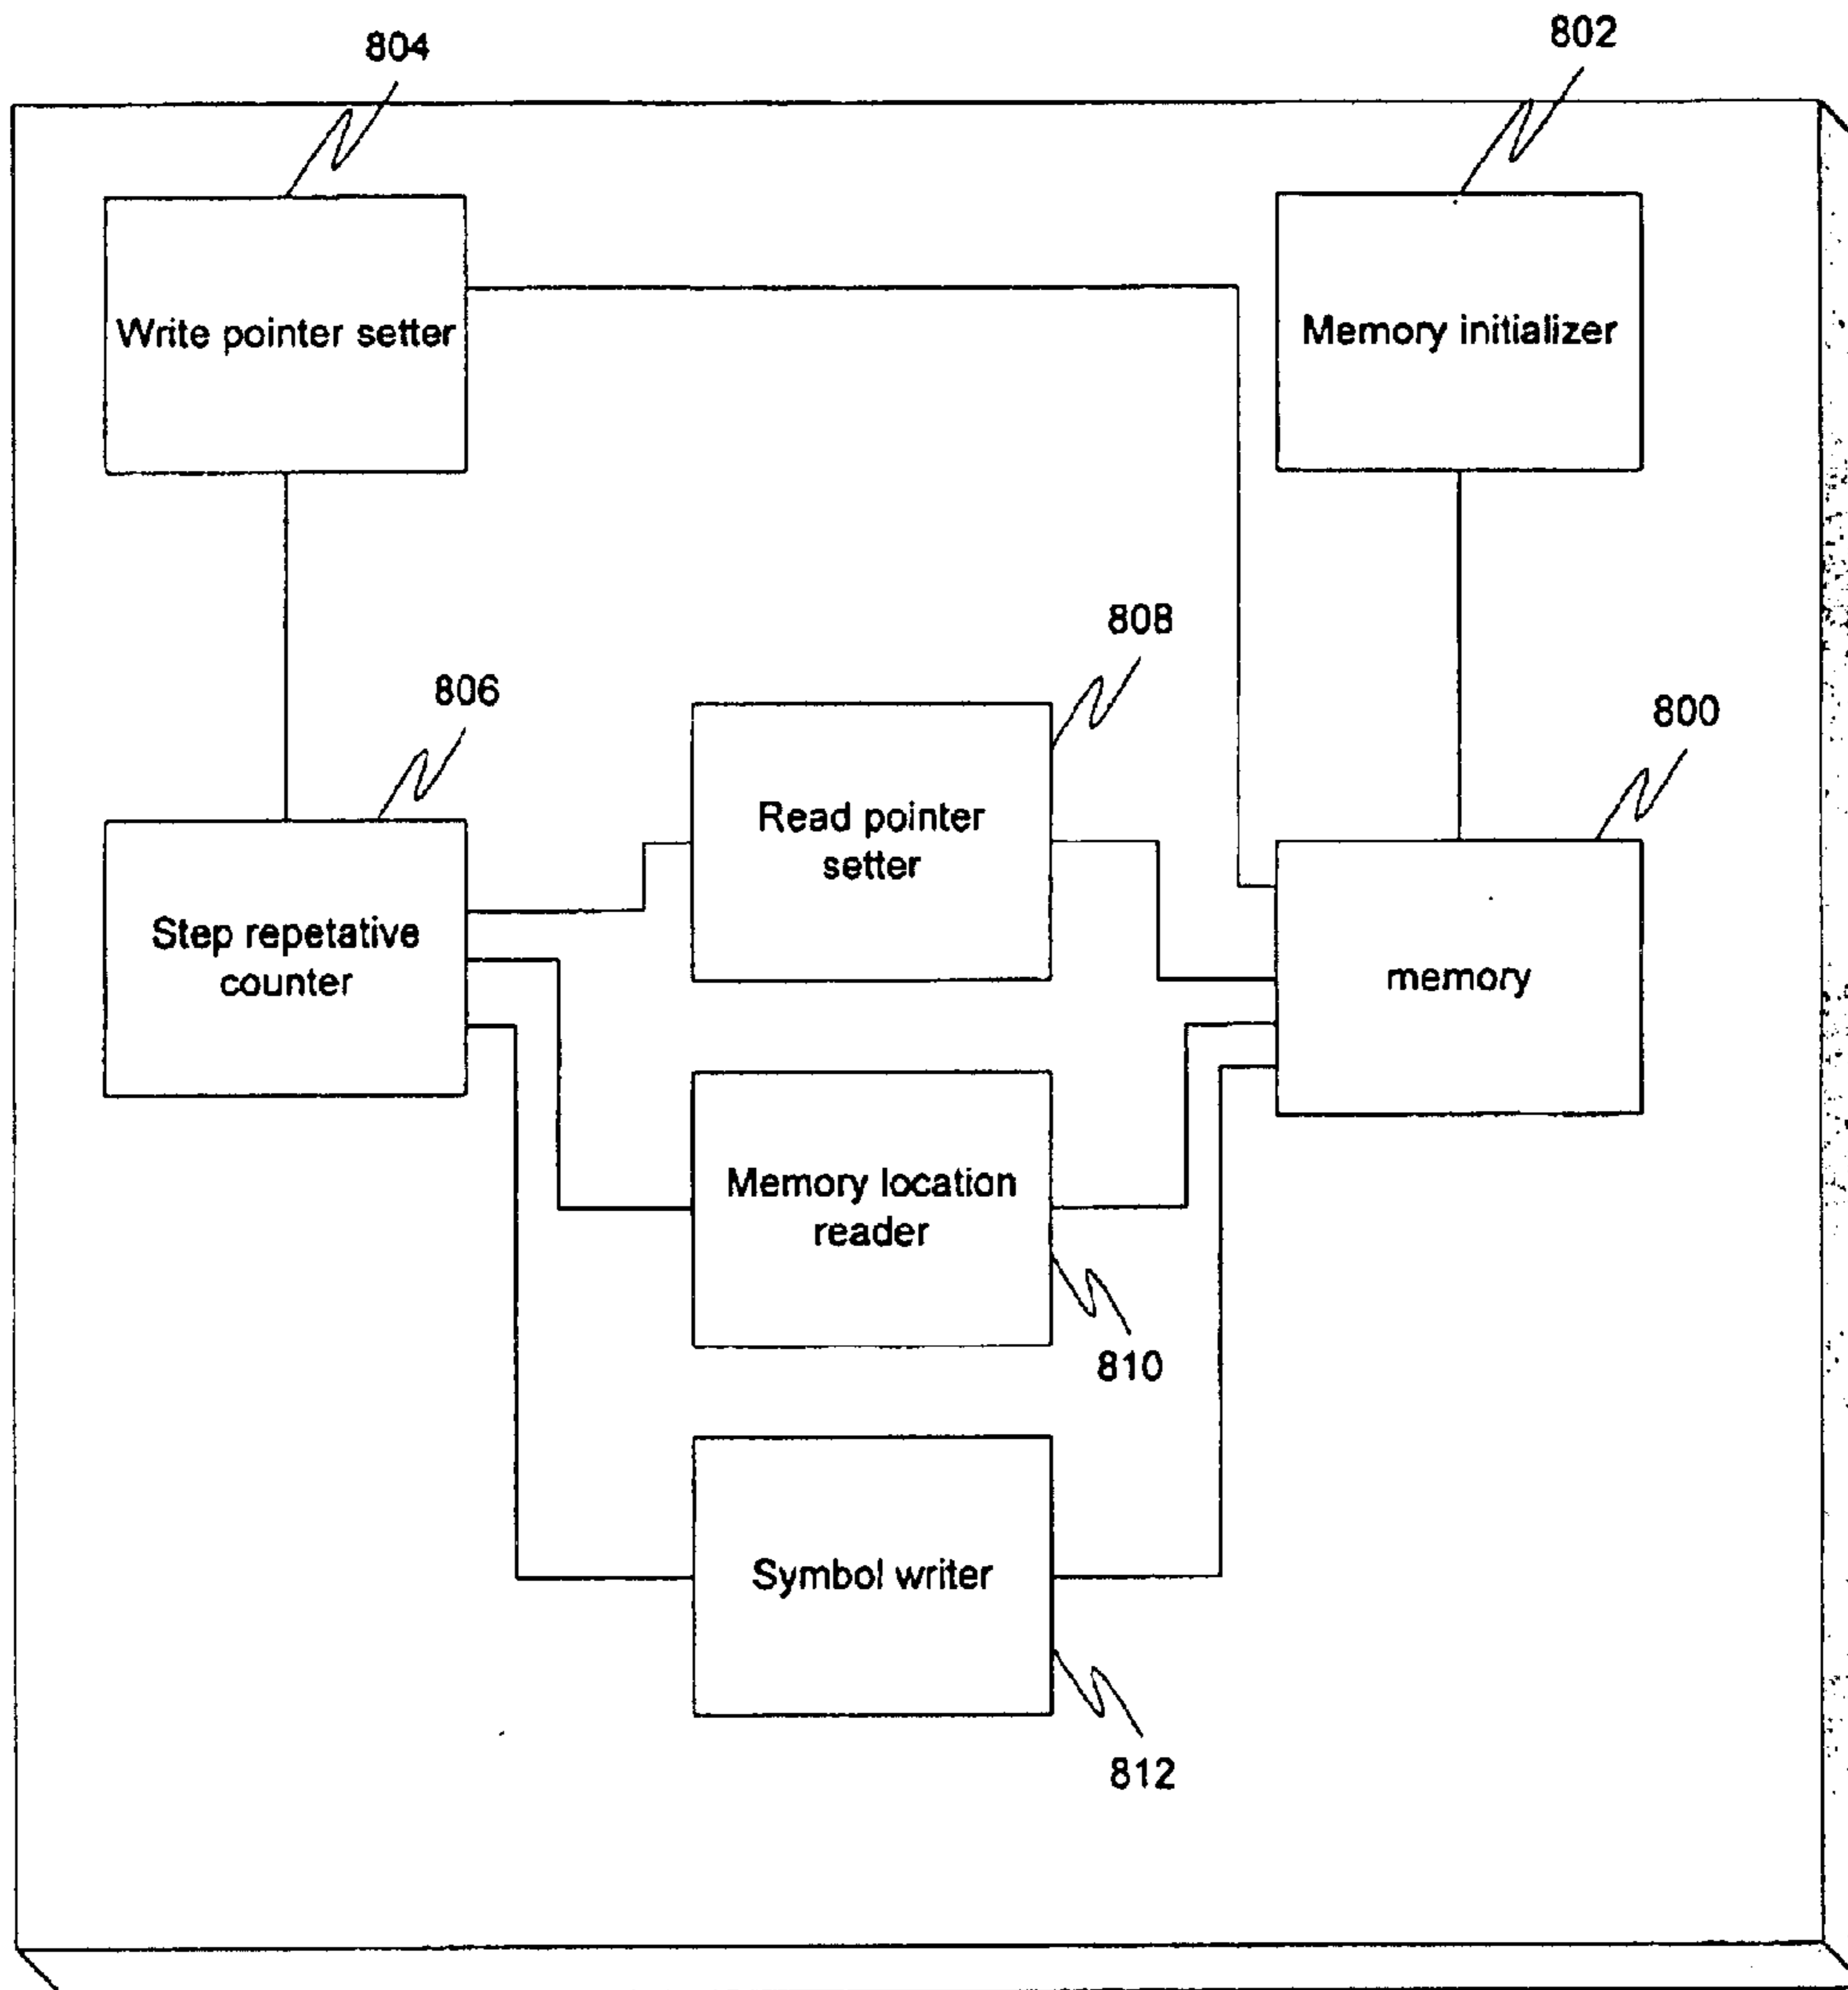 804
802
Write pointer setter
Memory initializer
808
806
800
Read pointer
setter
Step repetative
counter
memory
Memory location
reader
810
Symbol writer
812